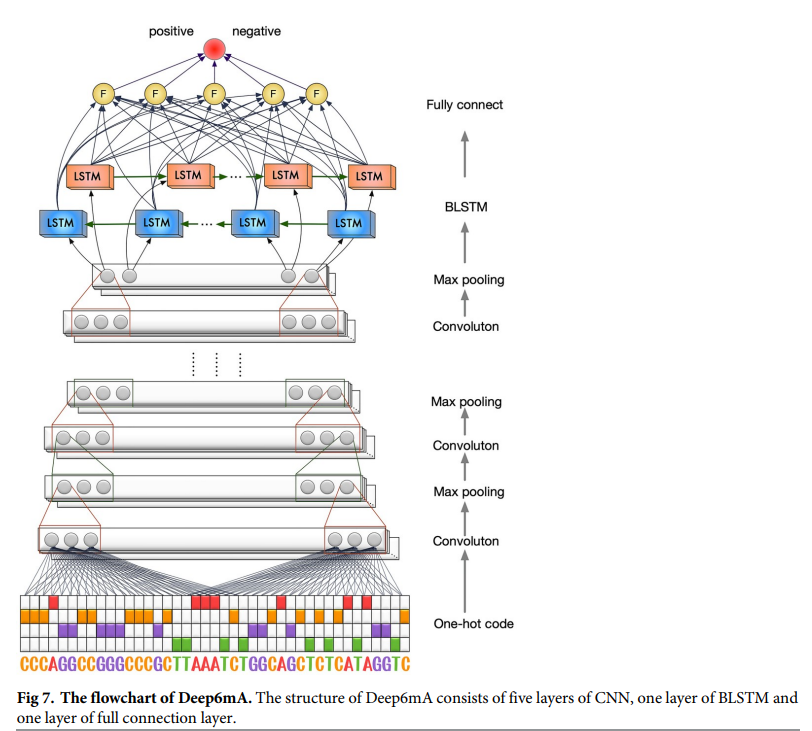 positive negative
F F F F F
Fully connect
LSTM LSTM ... LSTM LSTM
BLSTM
LSTM LSTM ... LSTM LSTM
Max pooling
Convoluton
Max pooling
Convoluton
Max pooling
Convoluton
One-hot code
CCCAGGCCGGGCCCGCTTAAATCTGGCAGCTCTCATAGGTC
Fig 7. The flowchart of Deep6mA. The structure of Deep6mA consists of five layers of CNN, one layer of BLSTM and
one layer of full connection layer.